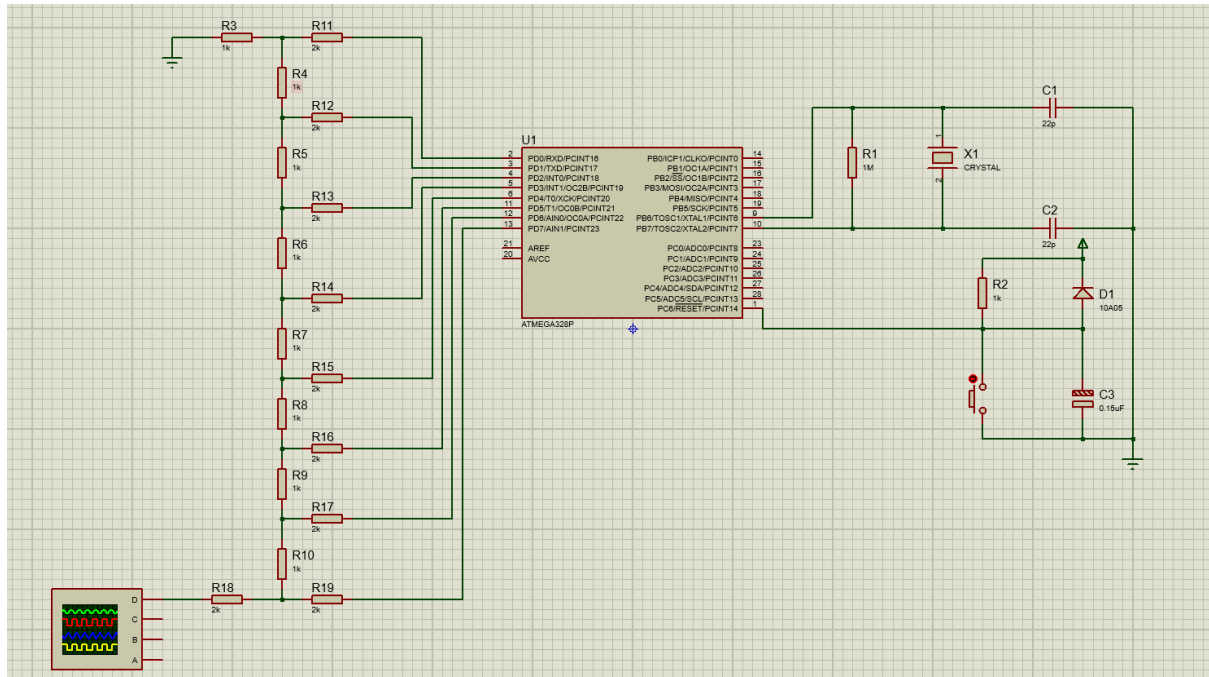 R3
1k
R11
2k
R4
1k
R12
2k
R5
1k
R13
2k
R6
1k
R14
2k
R7
1k
R15
2k
R8
1k
R16
2k
R9
1k
R17
2k
R10
1k
R18
2k
R19
2k
D
C
B
A
U1
2 PD0/RXD/PCINT16
3 PD1/TXD/PCINT17
4 PD2/INT0/PCINT18
5 PD3/INT1/OC2B/PCINT19
6 PD4/T0/XCK/PCINT20
11 PD5/T1/OC0B/PCINT21
12 PD6/AIN0/OC0A/PCINT22
13 PD7/AIN1/PCINT23
21 AREF
20 AVCC
PB0/ICP1/CLKO/PCINT0 14
PB1/OC1A/PCINT1 15
PB2/SS/OC1B/PCINT2 16
PB3/MOSI/OC2A/PCINT3 17
PB4/MISO/PCINT4 18
PB5/SCK/PCINT5 19
PB6/TOSC1/XTAL1/PCINT6 9
PB7/TOSC2/XTAL2/PCINT7 10
PC0/ADC0/PCINT8 23
PC1/ADC1/PCINT9 24
PC2/ADC2/PCINT10 25
PC3/ADC3/PCINT11 26
PC4/ADC4/SDA/PCINT12 27
PC5/ADC5/SCL/PCINT13 28
PC6/RESET/PCINT14 1
ATMEGA328P
R1
1M
1
X1
CRYSTAL
2
C1
22p
C2
22p
R2
1k
D1
10A05
C3
0.15uF